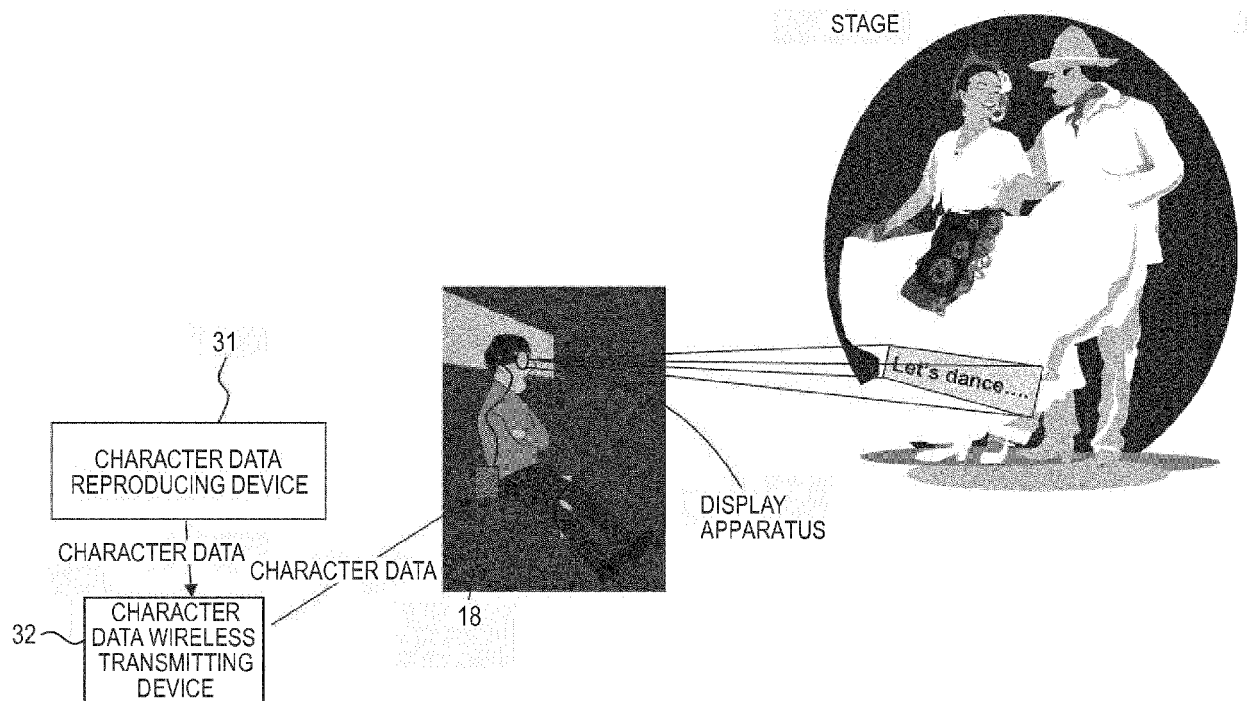 STAGE
Let's dance....
31
CHARACTER DATA
REPRODUCING DEVICE
DISPLAY
APPARATUS
CHARACTER DATA
CHARACTER DATA
18
32
CHARACTER
DATA WIRELESS
TRANSMITTING
DEVICE